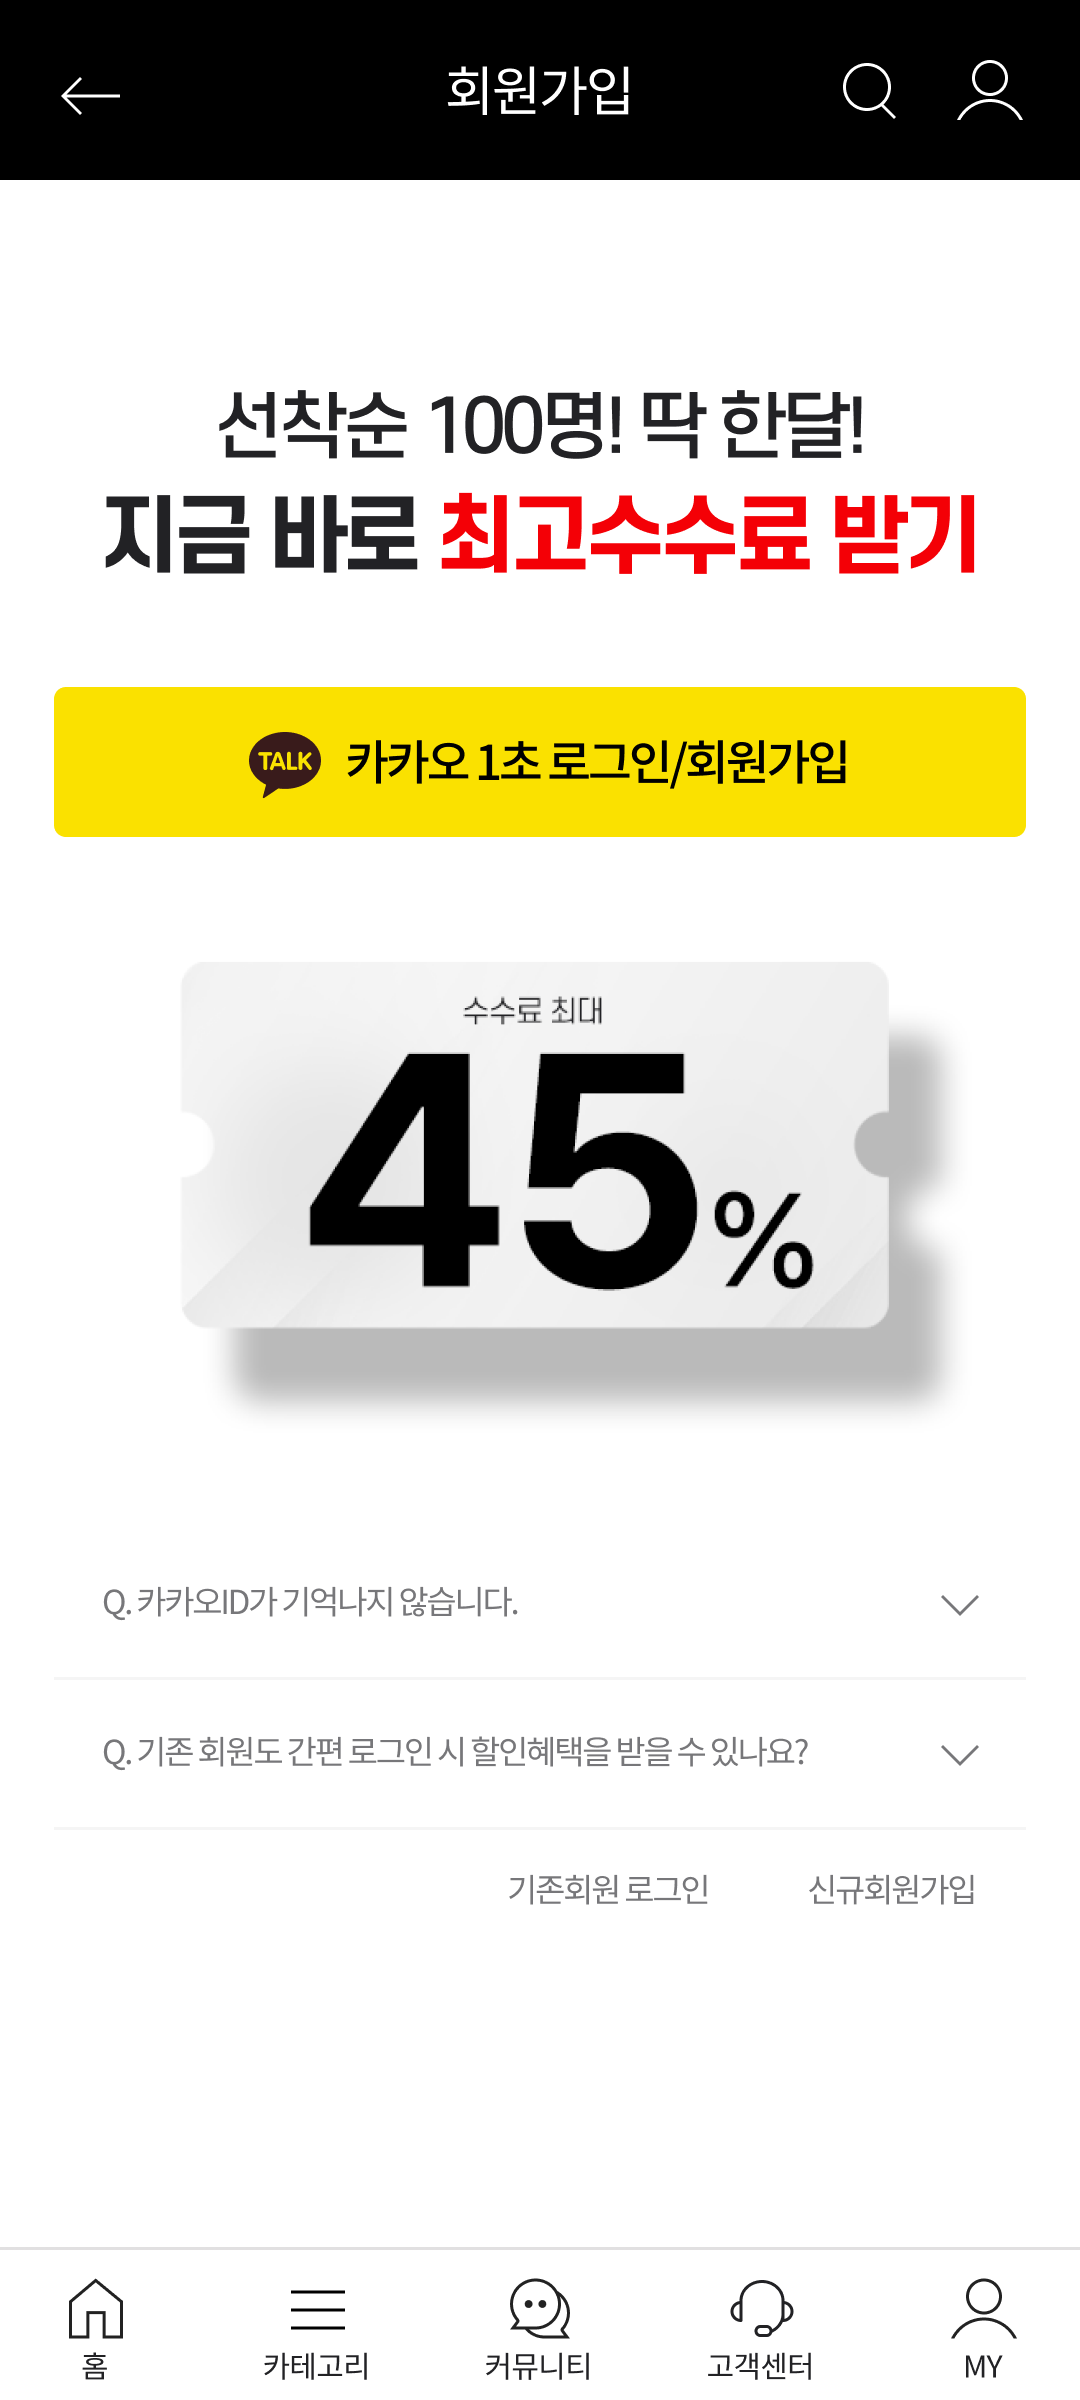 회원가입
선착순 100명! 딱 한달!
지금 바로 최고수수료 받기
TALK 카카오 1초 로그인/회원가입
수수료 최대
45%
Q. 카카오ID가 기억나지 않습니다.
Q. 기존 회원도 간편 로그인 시 할인혜택을 받을 수 있나요?
기존회원 로그인 신규회원가입
홈 카테고리 커뮤니티 고객센터 MY